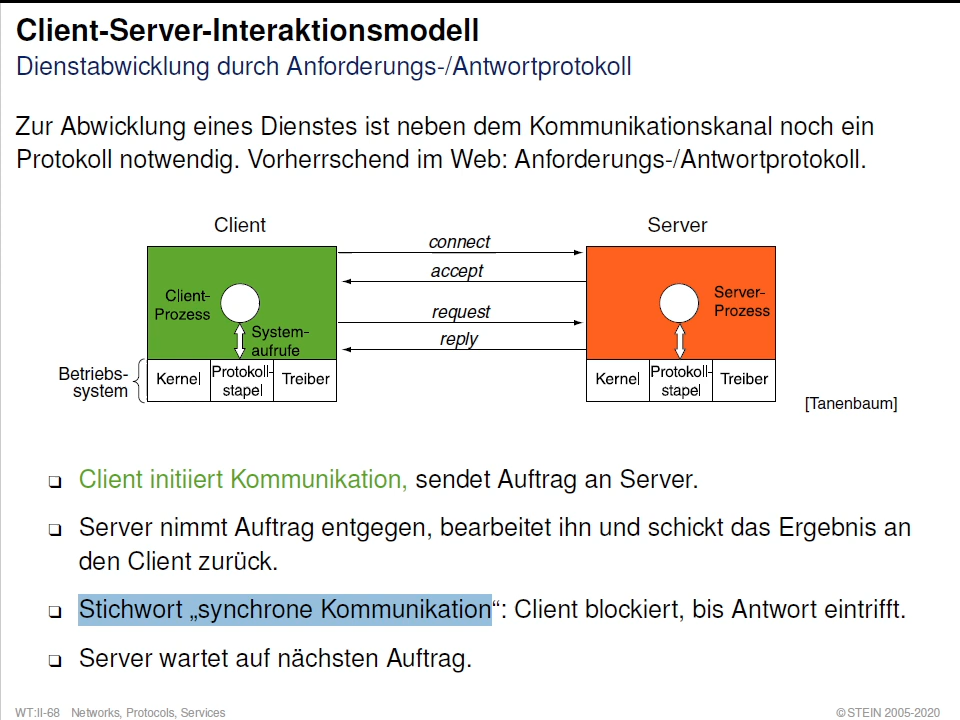 Client-Server-Interaktionsmodell
Dienstabwicklung durch Anforderungs-/Antwortprotokoll
Zur Abwicklung eines Dienstes ist neben dem Kommunikationskanal noch ein
Protokoll notwendig. Vorherrschend im Web: Anforderungs-/Antwortprotokoll.
Client
Server
connect
accept
request
reply
Client-
Prozess
System-
aufrufe
Server-
Prozess
Betriebs-
system
Kernel
Protokoll-
stapel
Treiber
Kernel
Protokoll-
stapel
Treiber
[Tanenbaum]
❑ Client initiiert Kommunikation, sendet Auftrag an Server.
❑ Server nimmt Auftrag entgegen, bearbeitet ihn und schickt das Ergebnis an
den Client zurück.
❑ Stichwort „synchrone Kommunikation“: Client blockiert, bis Antwort eintrifft.
❑ Server wartet auf nächsten Auftrag.
WT:II-68 Networks, Protocols, Services
©STEIN 2005-2020